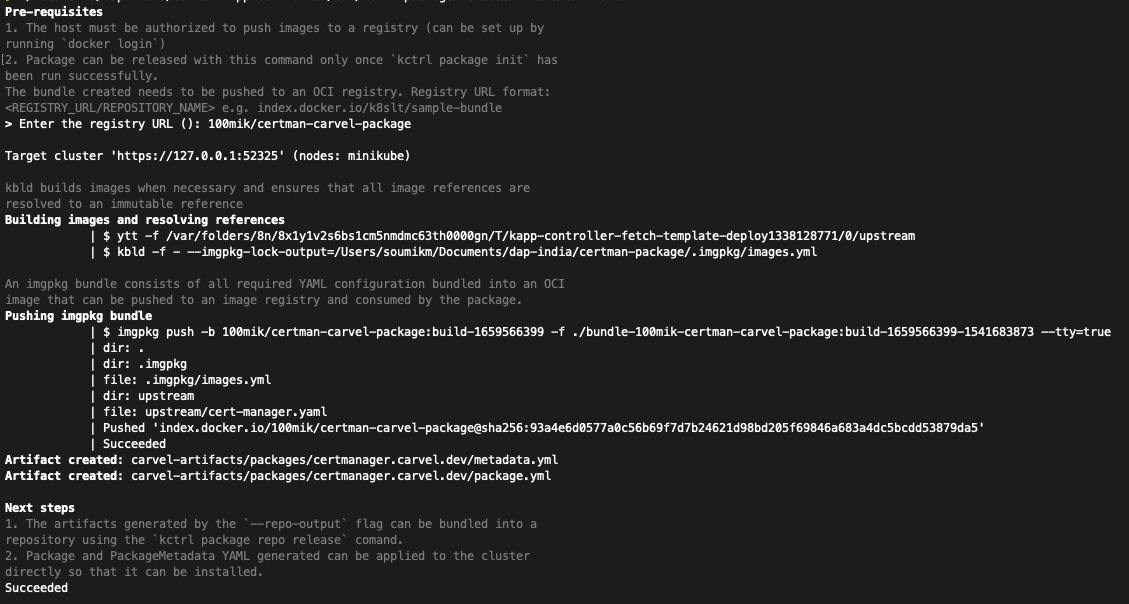 Pre-requisites
1. The host must be authorized to push images to a registry (can be set up by
running `docker login`)
[2. Package can be released with this command only once `kctrl package init` has
been run successfully.
The bundle created needs to be pushed to an OCI registry. Registry URL format:
<REGISTRY_URL/REPOSITORY_NAME> e.g. index.docker.io/k8slt/sample-bundle
> Enter the registry URL (): 100mik/certman-carvel-package
Target cluster 'https://127.0.0.1:52325' (nodes: minikube)
kbld builds images when necessary and ensures that all image references are
resolved to an immutable reference
Building images and resolving references
| $ ytt -f /var/folders/8n/8x1y1v2s6bs1cm5nmdmc63th0000gn/T/kapp-controller-fetch-template-deploy1338128771/0/upstream
| $ kbld -f - --imgpkg-lock-output=/Users/soumikm/Documents/dap-india/certman-package/.imgpkg/images.yml
An imgpkg bundle consists of all required YAML configuration bundled into an OCI
image that can be pushed to an image registry and consumed by the package.
Pushing imgpkg bundle
| $ imgpkg push -b 100mik/certman-carvel-package:build-1659566399 -f ./bundle-100mik-certman-carvel-package:build-1659566399-1541683873 --tty=true
| dir: .
| dir: .imgpkg
| file: .imgpkg/images.yml
| dir: upstream
| file: upstream/cert-manager.yaml
| Pushed 'index.docker.io/100mik/certman-carvel-package@sha256:93a4e6d0577a0c56b69f7d7b24621d98bd205f69846a683a4dc5bcdd53879da5'
| Succeeded
Artifact created: carvel-artifacts/packages/certmanager.carvel.dev/metadata.yml
Artifact created: carvel-artifacts/packages/certmanager.carvel.dev/package.yml
Next steps
1. The artifacts generated by the `--repo-output` flag can be bundled into a
repository using the `kctrl package repo release` comand.
2. Package and PackageMetadata YAML generated can be applied to the cluster
directly so that it can be installed.
Succeeded